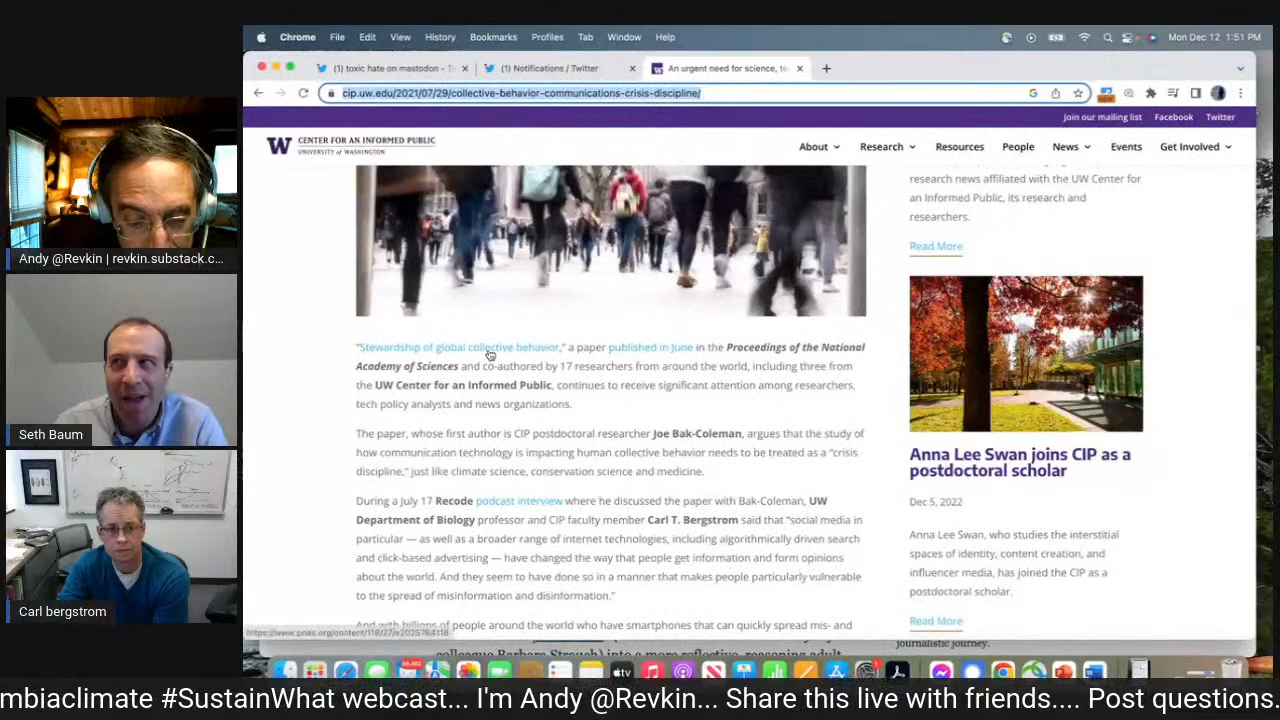 Chrome File Edit View History Bookmarks Profiles Tab Window Help
Mon Dec 12 1:51 PM
(1) toxic hate on mastodon - T
(1) Notifications / Twitter
An urgent need for science, te
cip.uw.edu/2021/07/29/collective-behavior-communications-crisis-discipline/
Join our mailing list Facebook Twitter
W CENTER FOR AN INFORMED PUBLIC
UNIVERSITY of WASHINGTON
About Research Resources People News Events Get Involved
research news affiliated with the UW Center for
an Informed Public, its research and
researchers.
Read More
"Stewardship of global collective behavior," a paper published in June in the Proceedings of the National
Academy of Sciences and co-authored by 17 researchers from around the world, including three from
the UW Center for an Informed Public, continues to receive significant attention among researchers,
tech policy analysts and news organizations.
The paper, whose first author is CIP postdoctoral researcher Joe Bak-Coleman, argues that the study of
how communication technology is impacting human collective behavior needs to be treated as a "crisis
discipline," just like climate science, conservation science and medicine.
During a July 17 Recode podcast interview where he discussed the paper with Bak-Coleman, UW
Department of Biology professor and CIP faculty member Carl T. Bergstrom said that "social media in
particular — as well as a broader range of internet technologies, including algorithmically driven search
and click-based advertising — have changed the way that people get information and form opinions
about the world. And they seem to have done so in a manner that makes people particularly vulnerable
to the spread of misinformation and disinformation."
And with billions of people around the world who have smartphones that can quickly spread mis- and
Anna Lee Swan joins CIP as a
postdoctoral scholar
Dec 5, 2022
Anna Lee Swan, who studies the interstitial
spaces of identity, content creation, and
influencer media, has joined the CIP as a
postdoctoral scholar.
Read More
colleague Barbara Strauch) into a more reflective, reasoning adult
journalistic journey.
Andy @Revkin | revkin.substack.c...
Seth Baum
Carl bergstrom
mbiaclimate #SustainWhat webcast... I'm Andy @Revkin... Share this live with friends.... Post questions.